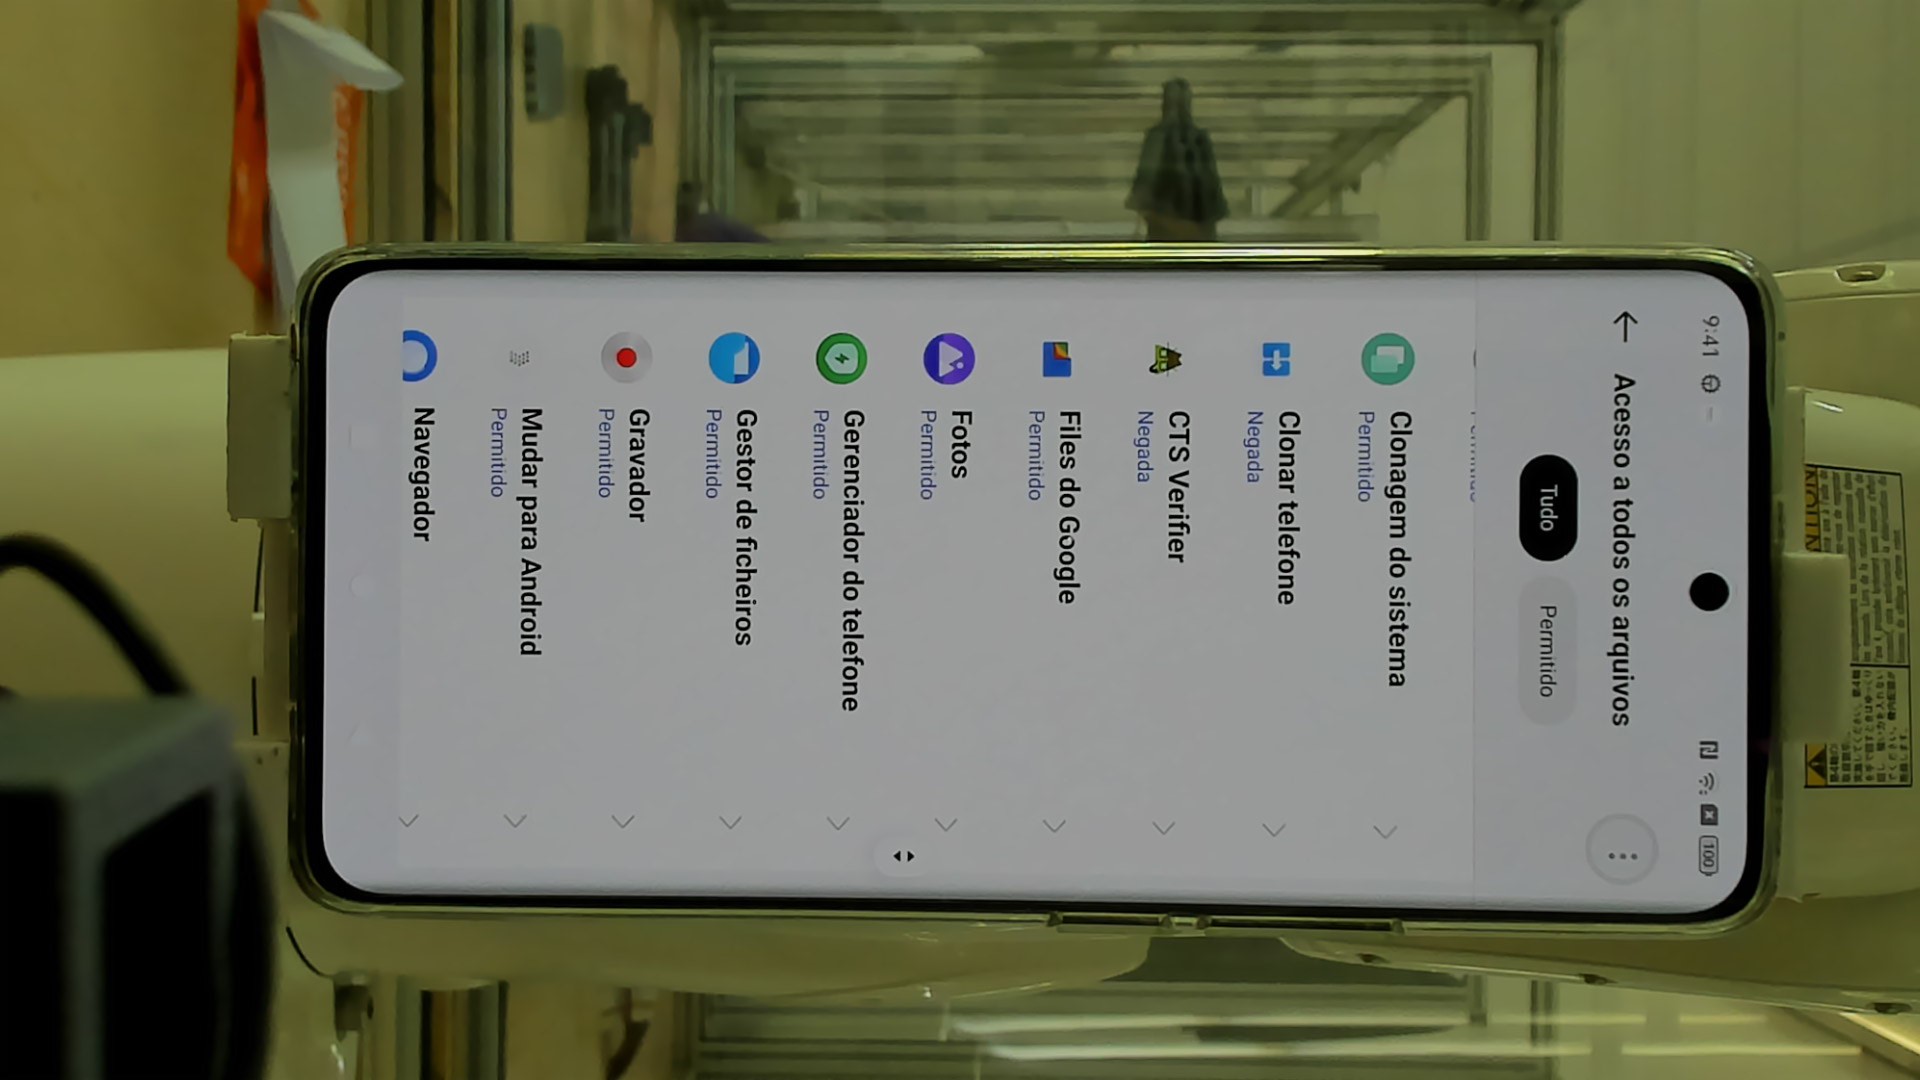 9:41
100
Acesso a todos os arquivos
Tudo
Permitido
Clonagem do sistema
Permitido
Clonar telefone
Negada
CTS Verifier
Negada
Files do Google
Permitido
Fotos
Permitido
Gerenciador do telefone
Permitido
Gestor de ficheiros
Permitido
Gravador
Permitido
Mudar para Android
Permitido
Navegador